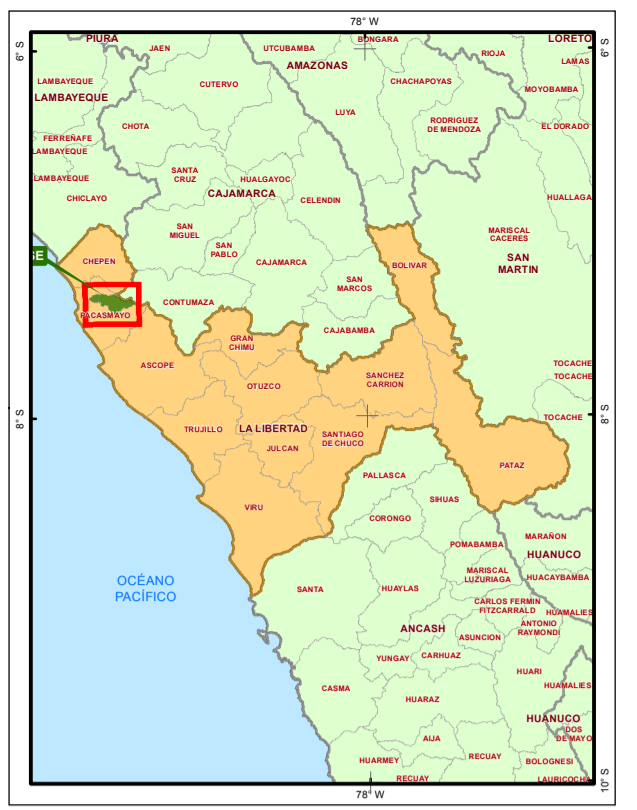 78° W
6° S
6° S
PIURA
JAEN
UTCUBAMBA
BONGARA
RIOJA
LORETO
LAMAS
AMAZONAS
LAMBAYEQUE
CUTERVO
CHACHAPOYAS
MOYOBAMBA
LAMBAYEQUE
LUYA
CHOTA
RODRIGUEZ
DE MENDOZA
EL DORADO
FERREÑAFE
LAMBAYEQUE
SANTA
CRUZ
HUALGAYOC
LAMBAYEQUE
CHICLAYO
CAJAMARCA
CELENDIN
HUALLAGA
SAN
MIGUEL
SAN
PABLO
MARISCAL
CACERES
SAN
MARTIN
CHEPEN
CAJAMARCA
BOLIVAR
SAN
MARCOS
CONTUMAZA
PACASMAYO
CAJABAMBA
GRAN
CHIMU
ASCOPE
TOCACHE
TOCACHE
OTUZCO
SANCHEZ
CARRION
8° S
8° S
TOCACHE
TRUJILLO
LA LIBERTAD
SANTIAGO
DE CHUCO
JULCAN
PATAZ
PALLASCA
VIRU
SIHUAS
CORONGO
MARAÑON
POMABAMBA
HUANUCO
OCÉANO
PACÍFICO
SANTA
HUAYLAS
MARISCAL
LUZURIAGA
HUACAYBAMBA
CARLOS FERMIN
FITZCARRALD
HUAMALIES
ANCASH
ANTONIO
RAYMONDI
ASUNCION
YUNGAY
CARHUAZ
HUARI
CASMA
HUARAZ
HUAMALIES
HUANUCO
AIJA
DOS
DE MAYO
HUARMEY
RECUAY
BOLOGNESI
RECUAY
LAURICOCHA
10° S
78° W